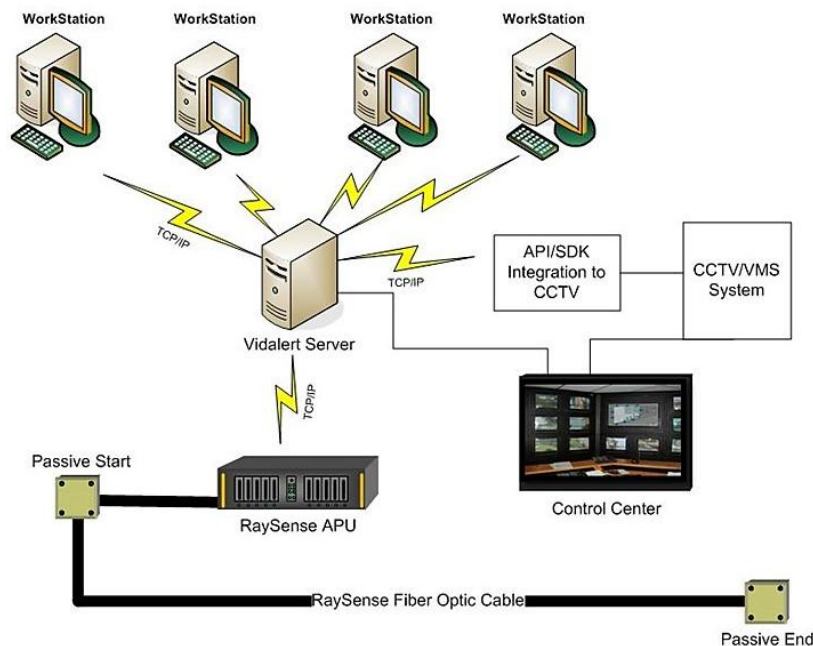 WorkStation
WorkStation
WorkStation
WorkStation
TCP/IP
TCP/IP
API/SDK
Integration to
CCTV
CCTV/VMS
System
Vidalert Server
TCP/IP
Passive Start
RaySense APU
Control Center
RaySense Fiber Optic Cable
Passive End